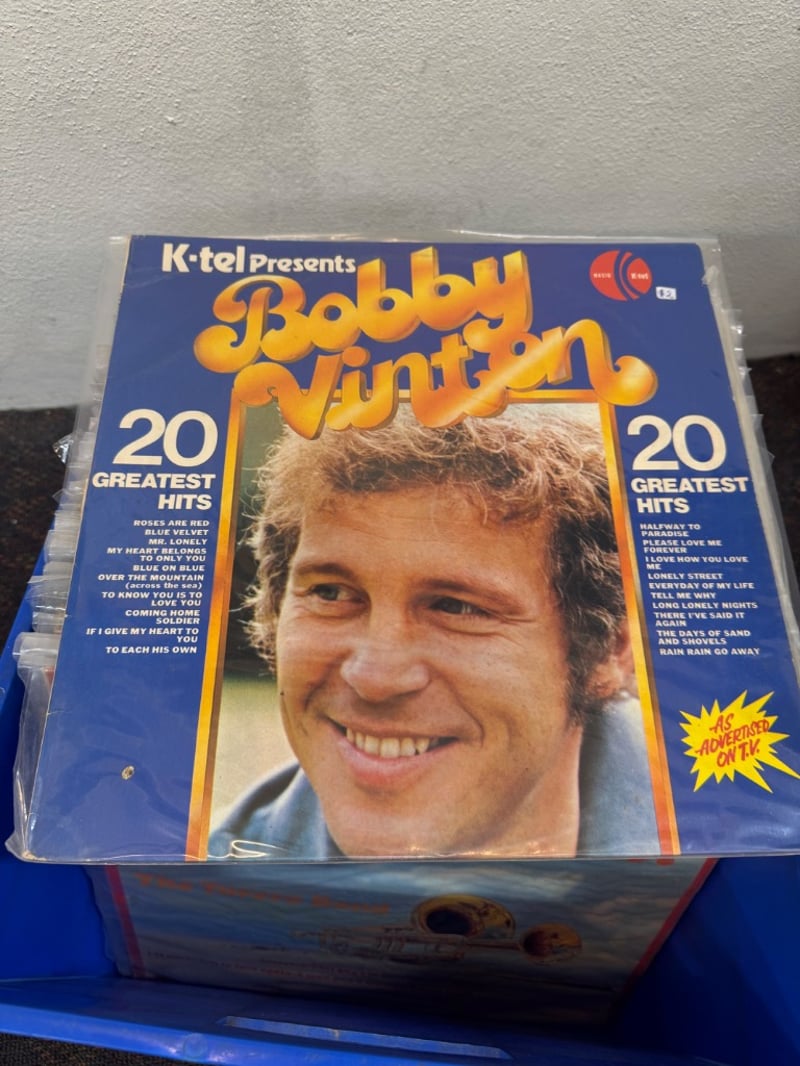 K-tel Presents
Bobby
Vinton
MUSIC K-tel
$2
20
GREATEST
HITS
ROSES ARE RED
BLUE VELVET
MR. LONELY
MY HEART BELONGS
TO ONLY YOU
BLUE ON BLUE
OVER THE MOUNTAIN
(across the sea)
TO KNOW YOU IS TO
LOVE YOU
COMING HOME
SOLDIER
IF I GIVE MY HEART TO
YOU
TO EACH HIS OWN
20
GREATEST
HITS
HALFWAY TO
PARADISE
PLEASE LOVE ME
FOREVER
I LOVE HOW YOU LOVE
ME
LONELY STREET
EVERYDAY OF MY LIFE
TELL ME WHY
LONG LONELY NIGHTS
THERE I'VE SAID IT
AGAIN
THE DAYS OF SAND
AND SHOVELS
RAIN RAIN GO AWAY
AS
ADVERTISED
ON T.V.